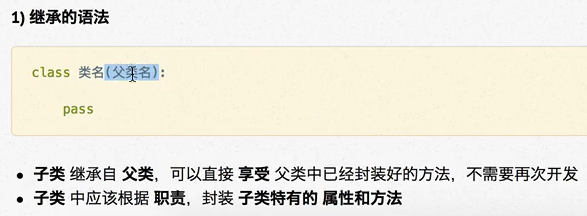 1) 继承的语法
class 类名(父类名):
pass
• 子类 继承自 父类，可以直接 享受 父类中已经封装好的方法，不需要再次开发
• 子类 中应该根据 职责，封装 子类特有的 属性和方法